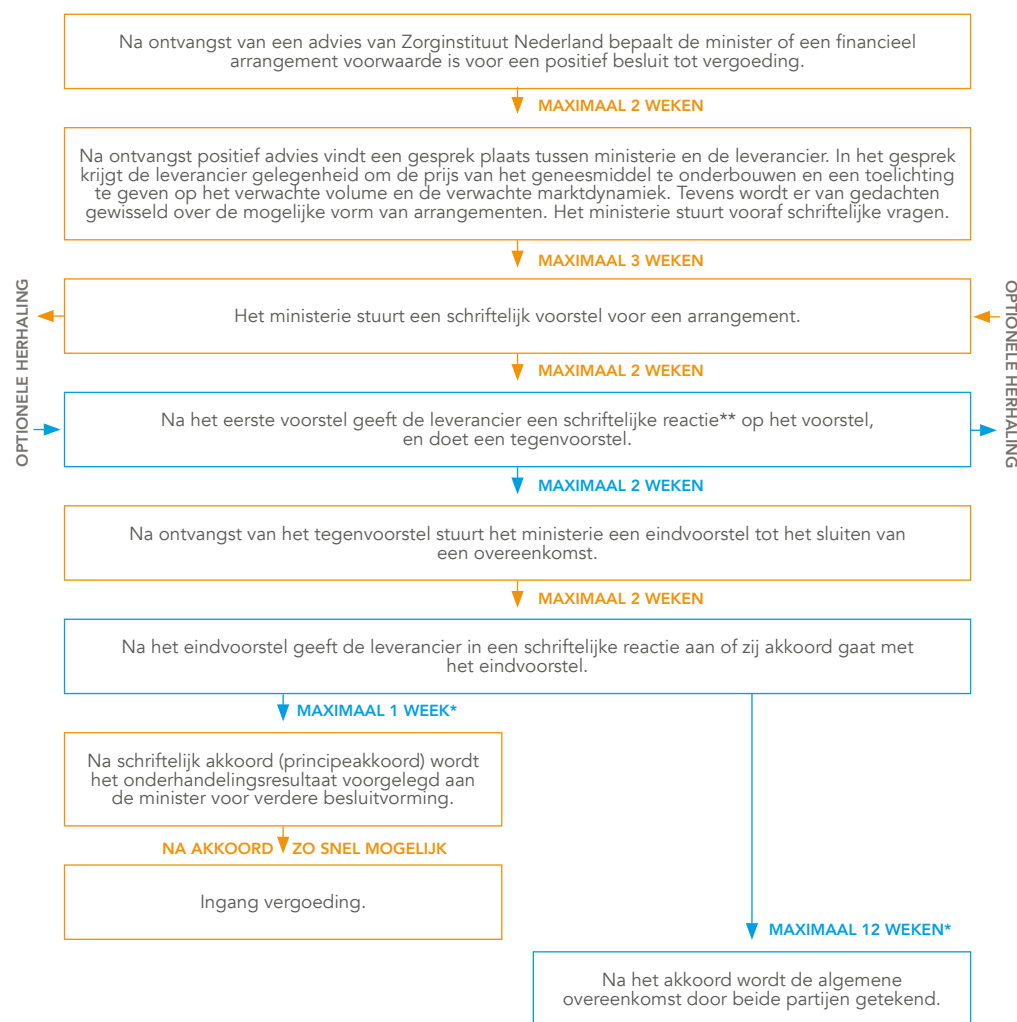 Na ontvangst van een advies van Zorginstituut Nederland bepaalt de minister of een financieel
arrangement voorwaarde is voor een positief besluit tot vergoeding.
MAXIMAAL 2 WEKEN
Na ontvangst positief advies vindt een gesprek plaats tussen ministerie en de leverancier. In het gesprek
krijgt de leverancier gelegenheid om de prijs van het geneesmiddel te onderbouwen en een toelichting
te geven op het verwachte volume en de verwachte marktdynamiek. Tevens wordt er van gedachten
gewisseld over de mogelijke vorm van arrangementen. Het ministerie stuurt vooraf schriftelijke vragen.
MAXIMAAL 3 WEKEN
OPTIONELE HERHALING
Het ministerie stuurt een schriftelijk voorstel voor een arrangement.
OPTIONELE HERHALING
MAXIMAAL 2 WEKEN
Na het eerste voorstel geeft de leverancier een schriftelijke reactie** op het voorstel,
en doet een tegenvoorstel.
MAXIMAAL 2 WEKEN
Na ontvangst van het tegenvoorstel stuurt het ministerie een eindvoorstel tot het sluiten van
een overeenkomst.
MAXIMAAL 2 WEKEN
Na het eindvoorstel geeft de leverancier in een schriftelijke reactie aan of zij akkoord gaat met
het eindvoorstel.
MAXIMAAL 1 WEEK*
Na schriftelijk akkoord (principeakkoord) wordt
het onderhandelingsresultaat voorgelegd aan
de minister voor verdere besluitvorming.
NA AKKOORD ZO SNEL MOGELIJK
Ingang vergoeding.
MAXIMAAL 12 WEKEN*
Na het akkoord wordt de algemene
overeenkomst door beide partijen getekend.